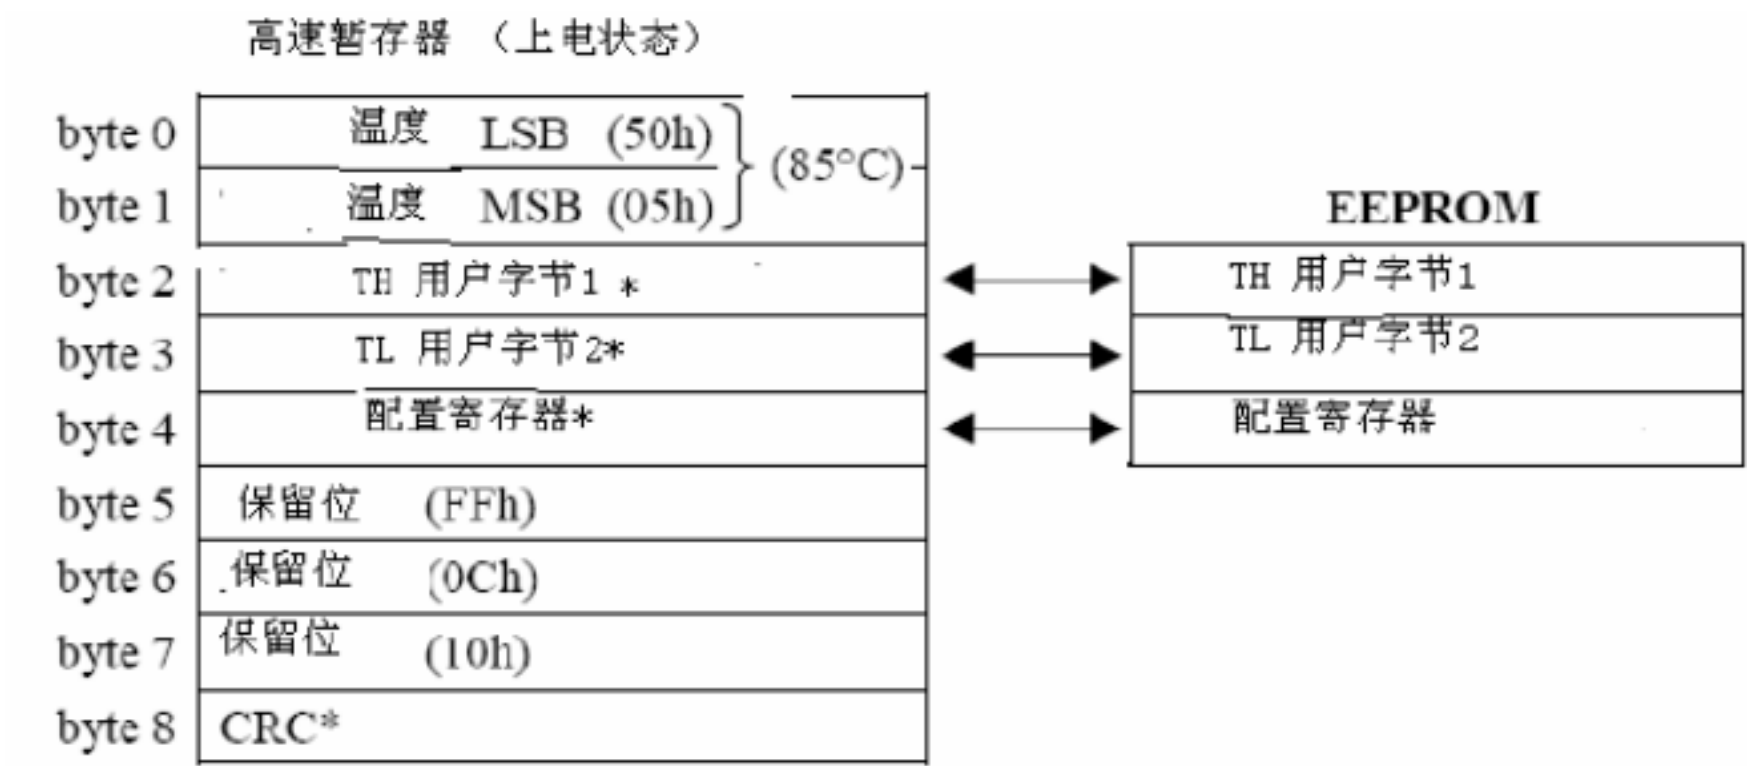 高速暂存器 （上电状态）
byte 0 温度 LSB (50h)
(85°C)
byte 1 温度 MSB (05h)
EEPROM
byte 2 TH 用户字节1 * TH 用户字节1
byte 3 TL 用户字节2* TL 用户字节2
byte 4 配置寄存器* 配置寄存器
byte 5 保留位 (FFh)
byte 6 保留位 (0Ch)
byte 7 保留位 (10h)
byte 8 CRC*